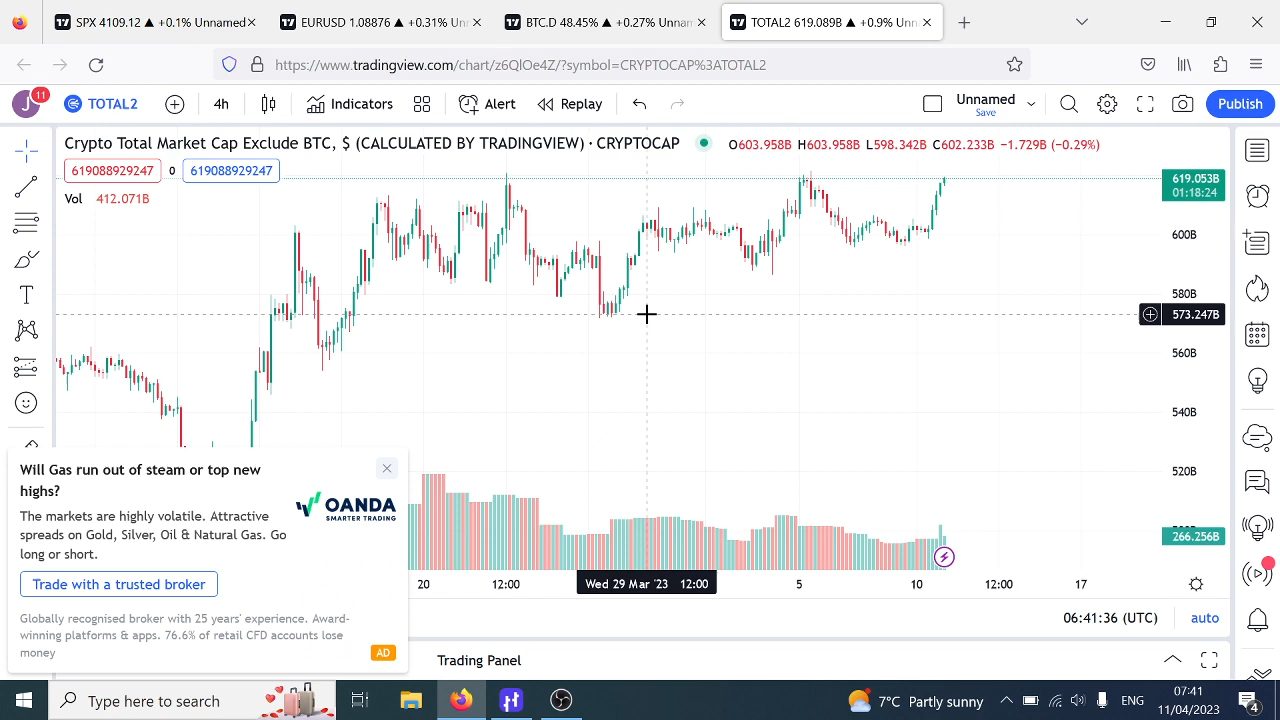 SPX 4109.12 ▲ +0.1% Unnamed
EURUSD 1.08876 ▲ +0.31% Un
BTC.D 48.45% ▲ +0.27% Unnam
TOTAL2 619.089B ▲ +0.9% Unn
https://www.tradingview.com/chart/z6QlOe4Z/?symbol=CRYPTOCAP%3ATOTAL2
J 11 TOTAL2 4h Indicators Alert Replay Unnamed Save Publish
Crypto Total Market Cap Exclude BTC, $ (CALCULATED BY TRADINGVIEW) · CRYPTOCAP O603.958B H603.958B L598.342B C602.233B −1.729B (−0.29%)
619088929247 0 619088929247
Vol 412.071B
619.053B
01:18:24
600B
580B
573.247B
560B
540B
520B
266.256B
Will Gas run out of steam or top new
highs?
OANDA
SMARTER TRADING
The markets are highly volatile. Attractive
spreads on Gold, Silver, Oil & Natural Gas. Go
long or short.
Trade with a trusted broker
Globally recognised broker with 25 years' experience. Award-
winning platforms & apps. 76.6% of retail CFD accounts lose
money
AD
20 12:00 Wed 29 Mar '23 12:00 5 10 12:00 17
06:41:36 (UTC) auto
Trading Panel
Type here to search
7°C Partly sunny
ENG
07:41
11/04/2023
4